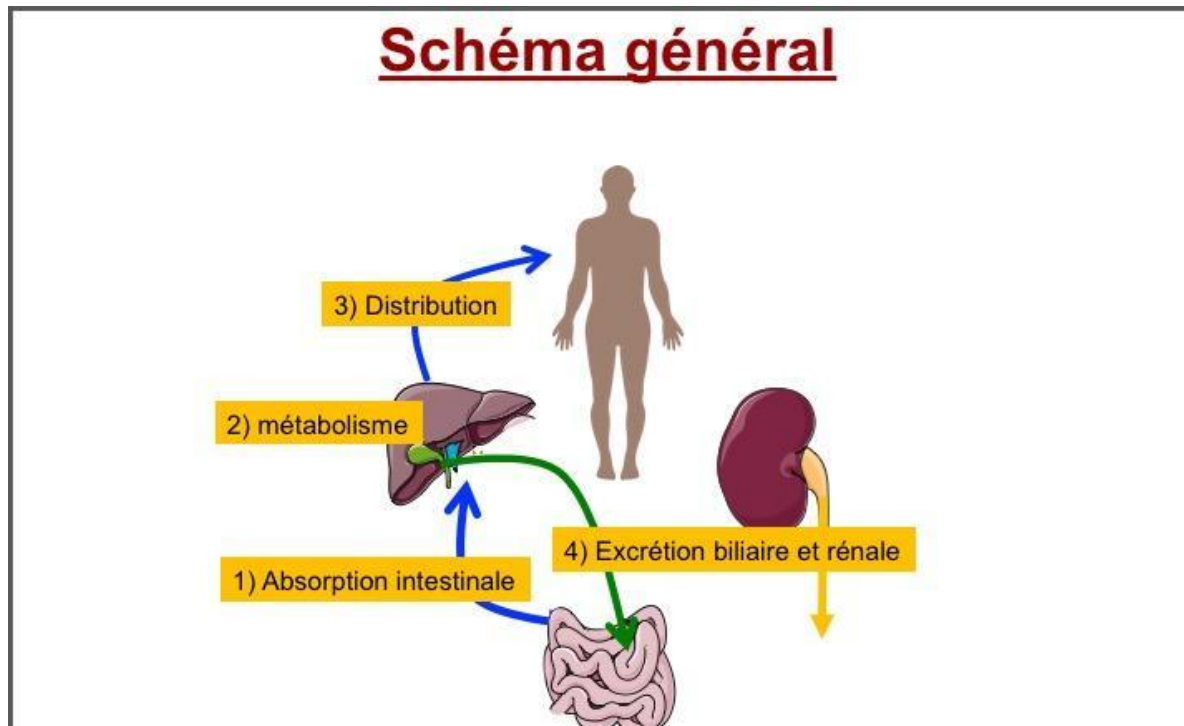 Schéma général
3) Distribution
2) métabolisme
4) Excrétion biliaire et rénale
1) Absorption intestinale